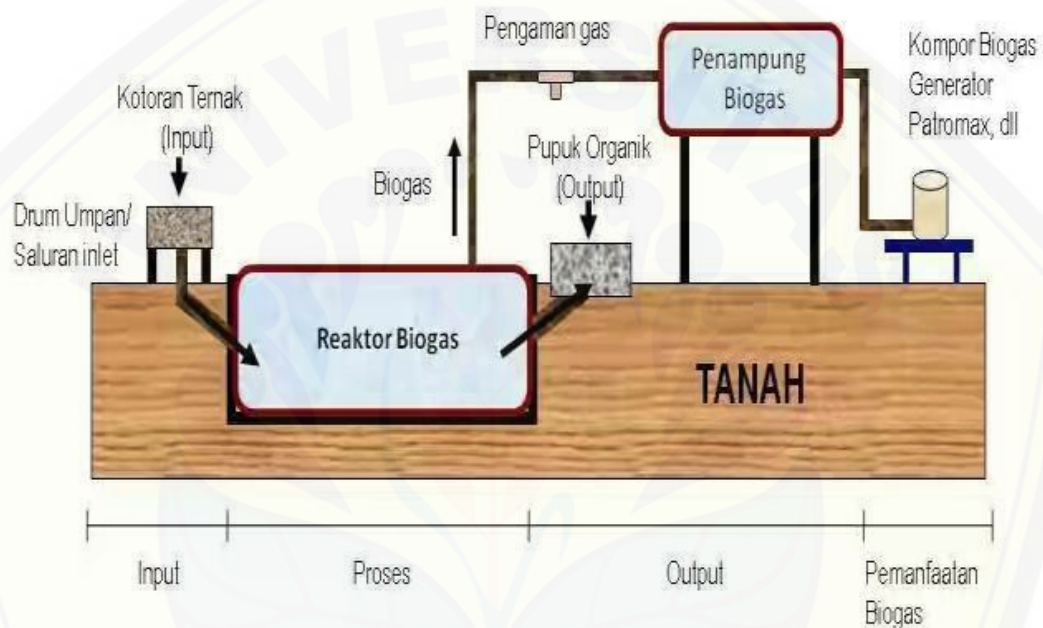 Pengaman gas
Penampung
Biogas
Kompor Biogas
Generator
Patromax, dll
Kotoran Ternak
(Input)
Pupuk Organik
(Output)
Biogas
Drum Umpan/
Saluran inlet
Reaktor Biogas
TANAH
Input
Proses
Output
Pemanfaatan
Biogas